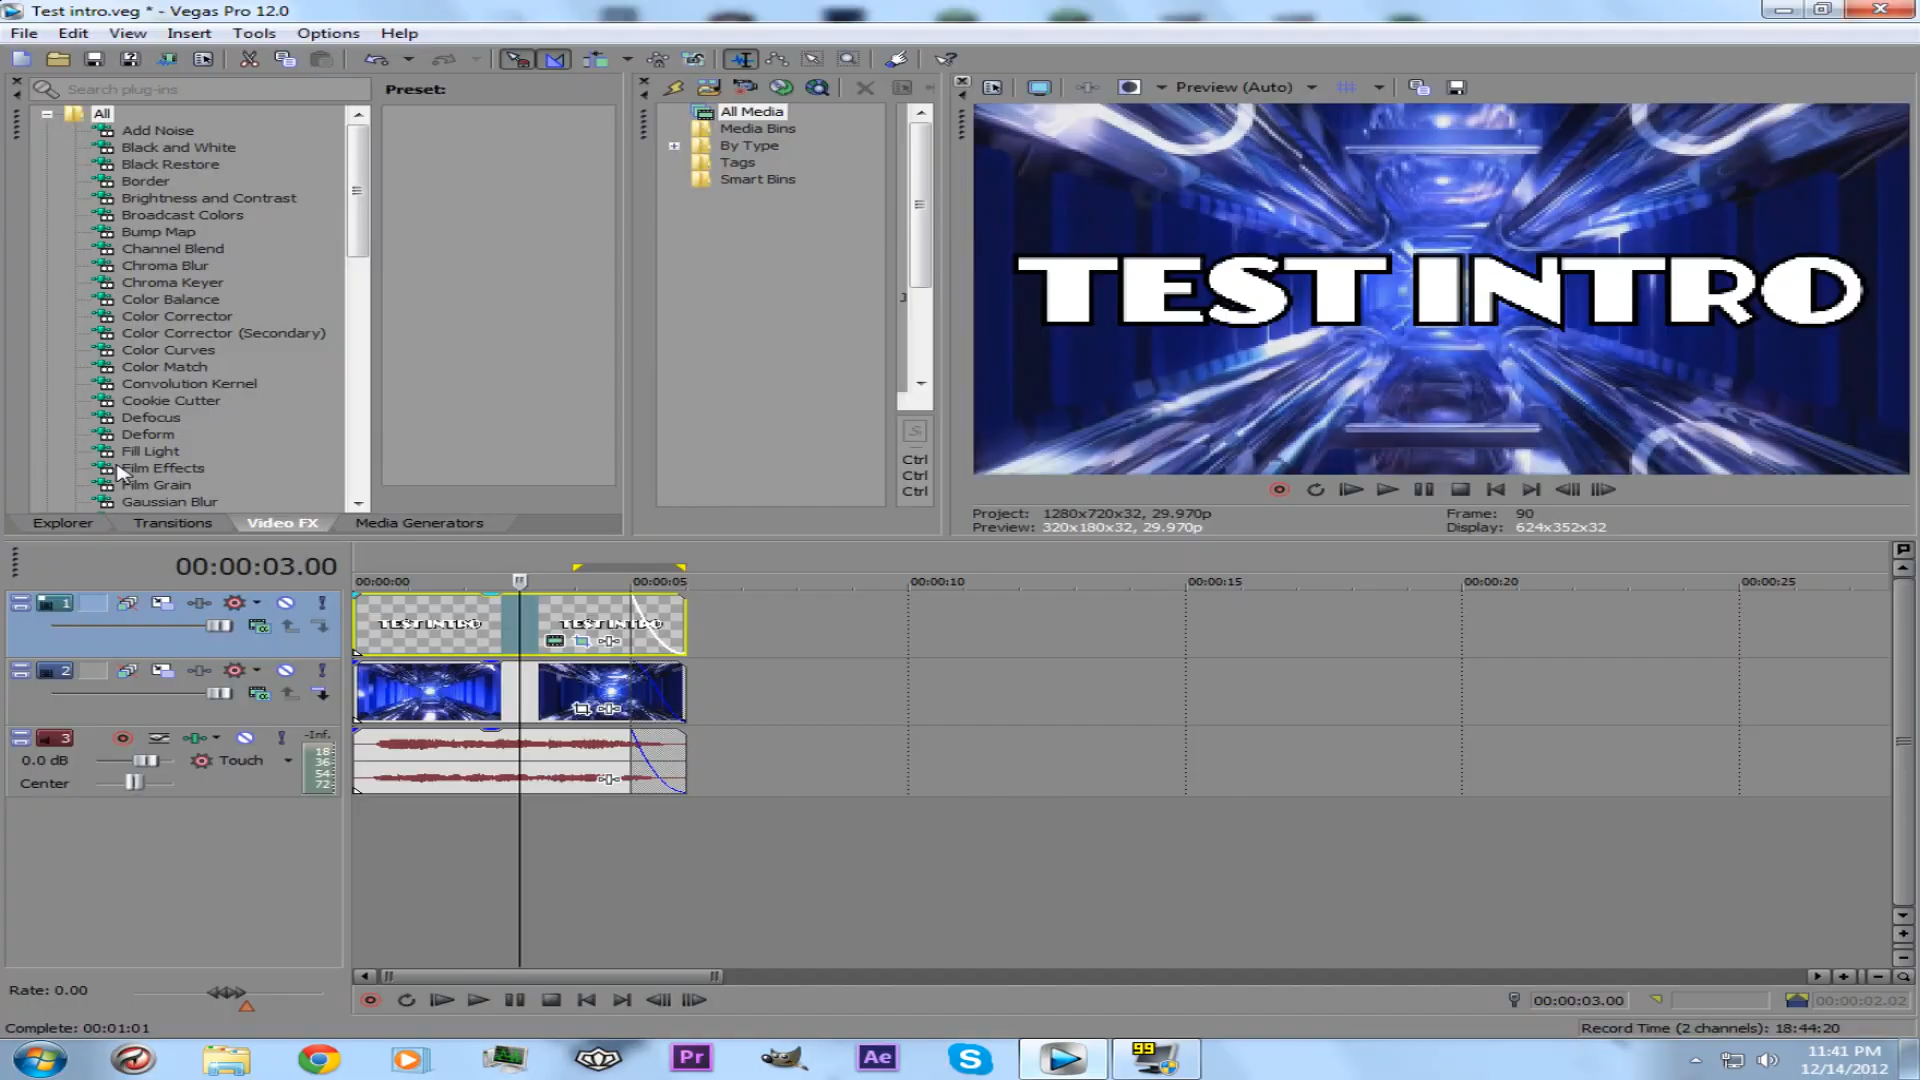 Test intro.veg * - Vegas Pro 12.0
File Edit View Insert Tools Options Help
Search plug-ins
Preset:
All
Add Noise
Black and White
Black Restore
Border
Brightness and Contrast
Broadcast Colors
Bump Map
Channel Blend
Chroma Blur
Chroma Keyer
Color Balance
Color Corrector
Color Corrector (Secondary)
Color Curves
Color Match
Convolution Kernel
Cookie Cutter
Defocus
Deform
Fill Light
Film Effects
Film Grain
Gaussian Blur
Explorer Transitions Video FX Media Generators
All Media
Media Bins
By Type
Tags
Smart Bins
S
Ctrl
Ctrl
Ctrl
Preview (Auto)
TEST INTRO
Project: 1280x720x32, 29.970p
Preview: 320x180x32, 29.970p
Frame: 90
Display: 624x352x32
00:00:03.00
00:00:00 00:00:05 00:00:10 00:00:15 00:00:20 00:00:25
1
TEST INTRO TEST INTRO
2
3
-Inf.
0.0 dB
Touch
Center
18
36
54
72
Rate: 0.00
00:00:03.00
00:00:02.02
Complete: 00:01:01
Record Time (2 channels): 18:44:20
Pr
Ae
S
99
11:41 PM
12/14/2012